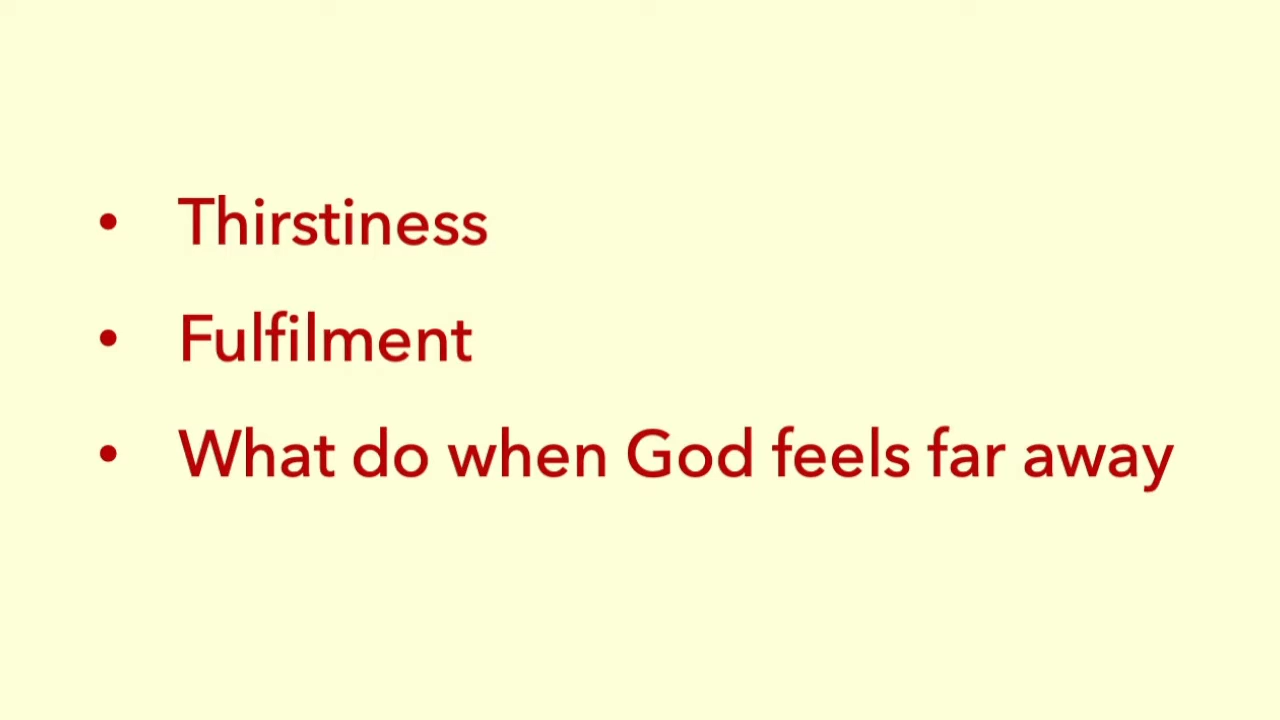 • Thirstiness
• Fulfilment
• What do when God feels far away